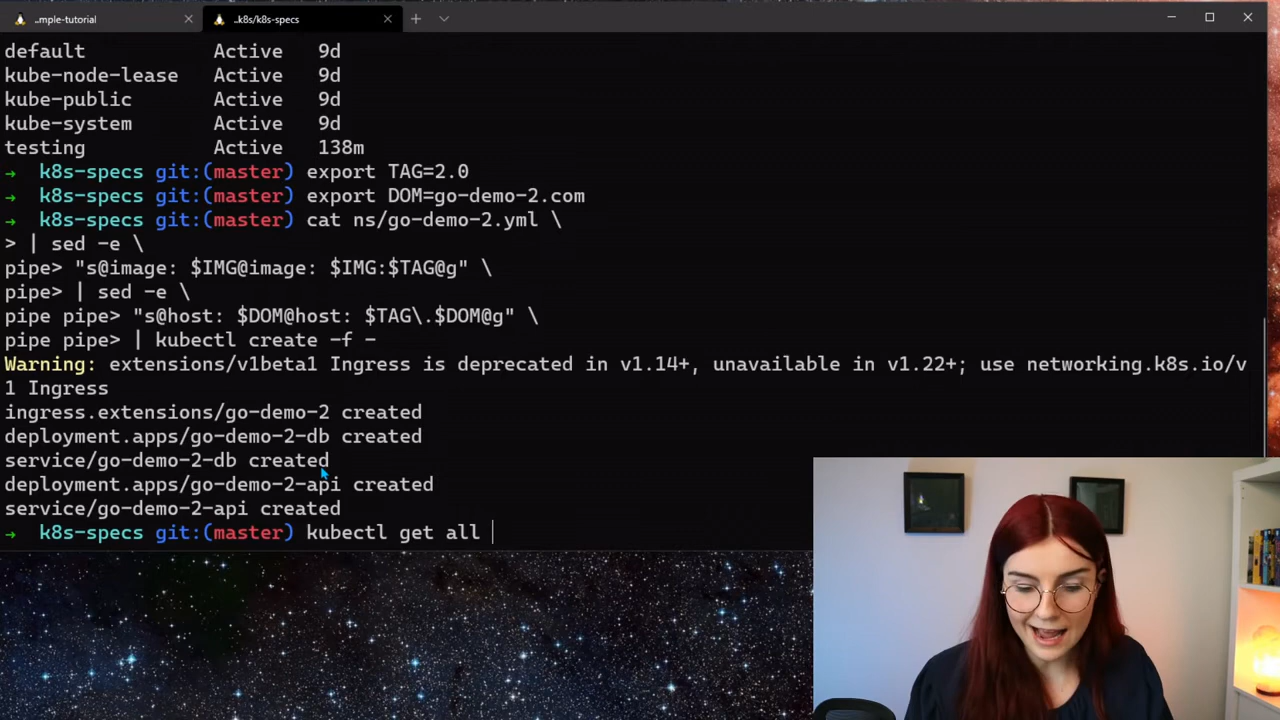 ..mple-tutorial
..k8s/k8s-specs
default Active 9d
kube-node-lease Active 9d
kube-public Active 9d
kube-system Active 9d
testing Active 138m
→ k8s-specs git:(master) export TAG=2.0
→ k8s-specs git:(master) export DOM=go-demo-2.com
→ k8s-specs git:(master) cat ns/go-demo-2.yml \
> | sed -e \
pipe> "s@image: $IMG@image: $IMG:$TAG@g" \
pipe> | sed -e \
pipe pipe> "s@host: $DOM@host: $TAG\.$DOM@g" \
pipe pipe> | kubectl create -f -
Warning: extensions/v1beta1 Ingress is deprecated in v1.14+, unavailable in v1.22+; use networking.k8s.io/v
1 Ingress
ingress.extensions/go-demo-2 created
deployment.apps/go-demo-2-db created
service/go-demo-2-db created
deployment.apps/go-demo-2-api created
service/go-demo-2-api created
→ k8s-specs git:(master) kubectl get all